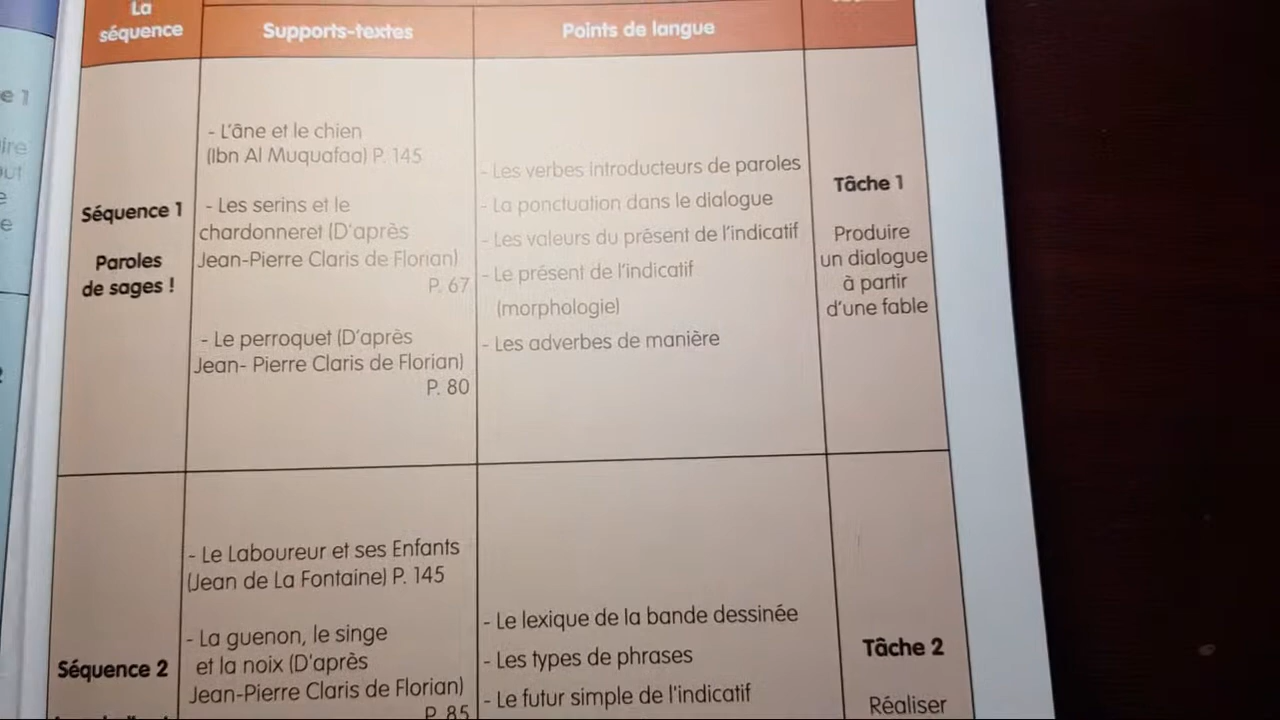 La
séquence
Supports-textes
Points de langue
Séquence 1
Paroles
de sages !
- L'âne et le chien
(Ibn Al Muquafaa) P. 145
- Les serins et le
chardonneret (D'après
Jean-Pierre Claris de Florian)
P. 67
- Le perroquet (D'après
Jean- Pierre Claris de Florian)
P. 80
- Les verbes introducteurs de paroles
- La ponctuation dans le dialogue
- Les valeurs du présent de l'indicatif
- Le présent de l'indicatif
(morphologie)
- Les adverbes de manière
Tâche 1
Produire
un dialogue
à partir
d'une fable
Séquence 2
- Le Laboureur et ses Enfants
(Jean de La Fontaine) P. 145
- La guenon, le singe
et la noix (D'après
Jean-Pierre Claris de Florian)
P. 85
- Le lexique de la bande dessinée
- Les types de phrases
- Le futur simple de l'indicatif
Tâche 2
Réaliser